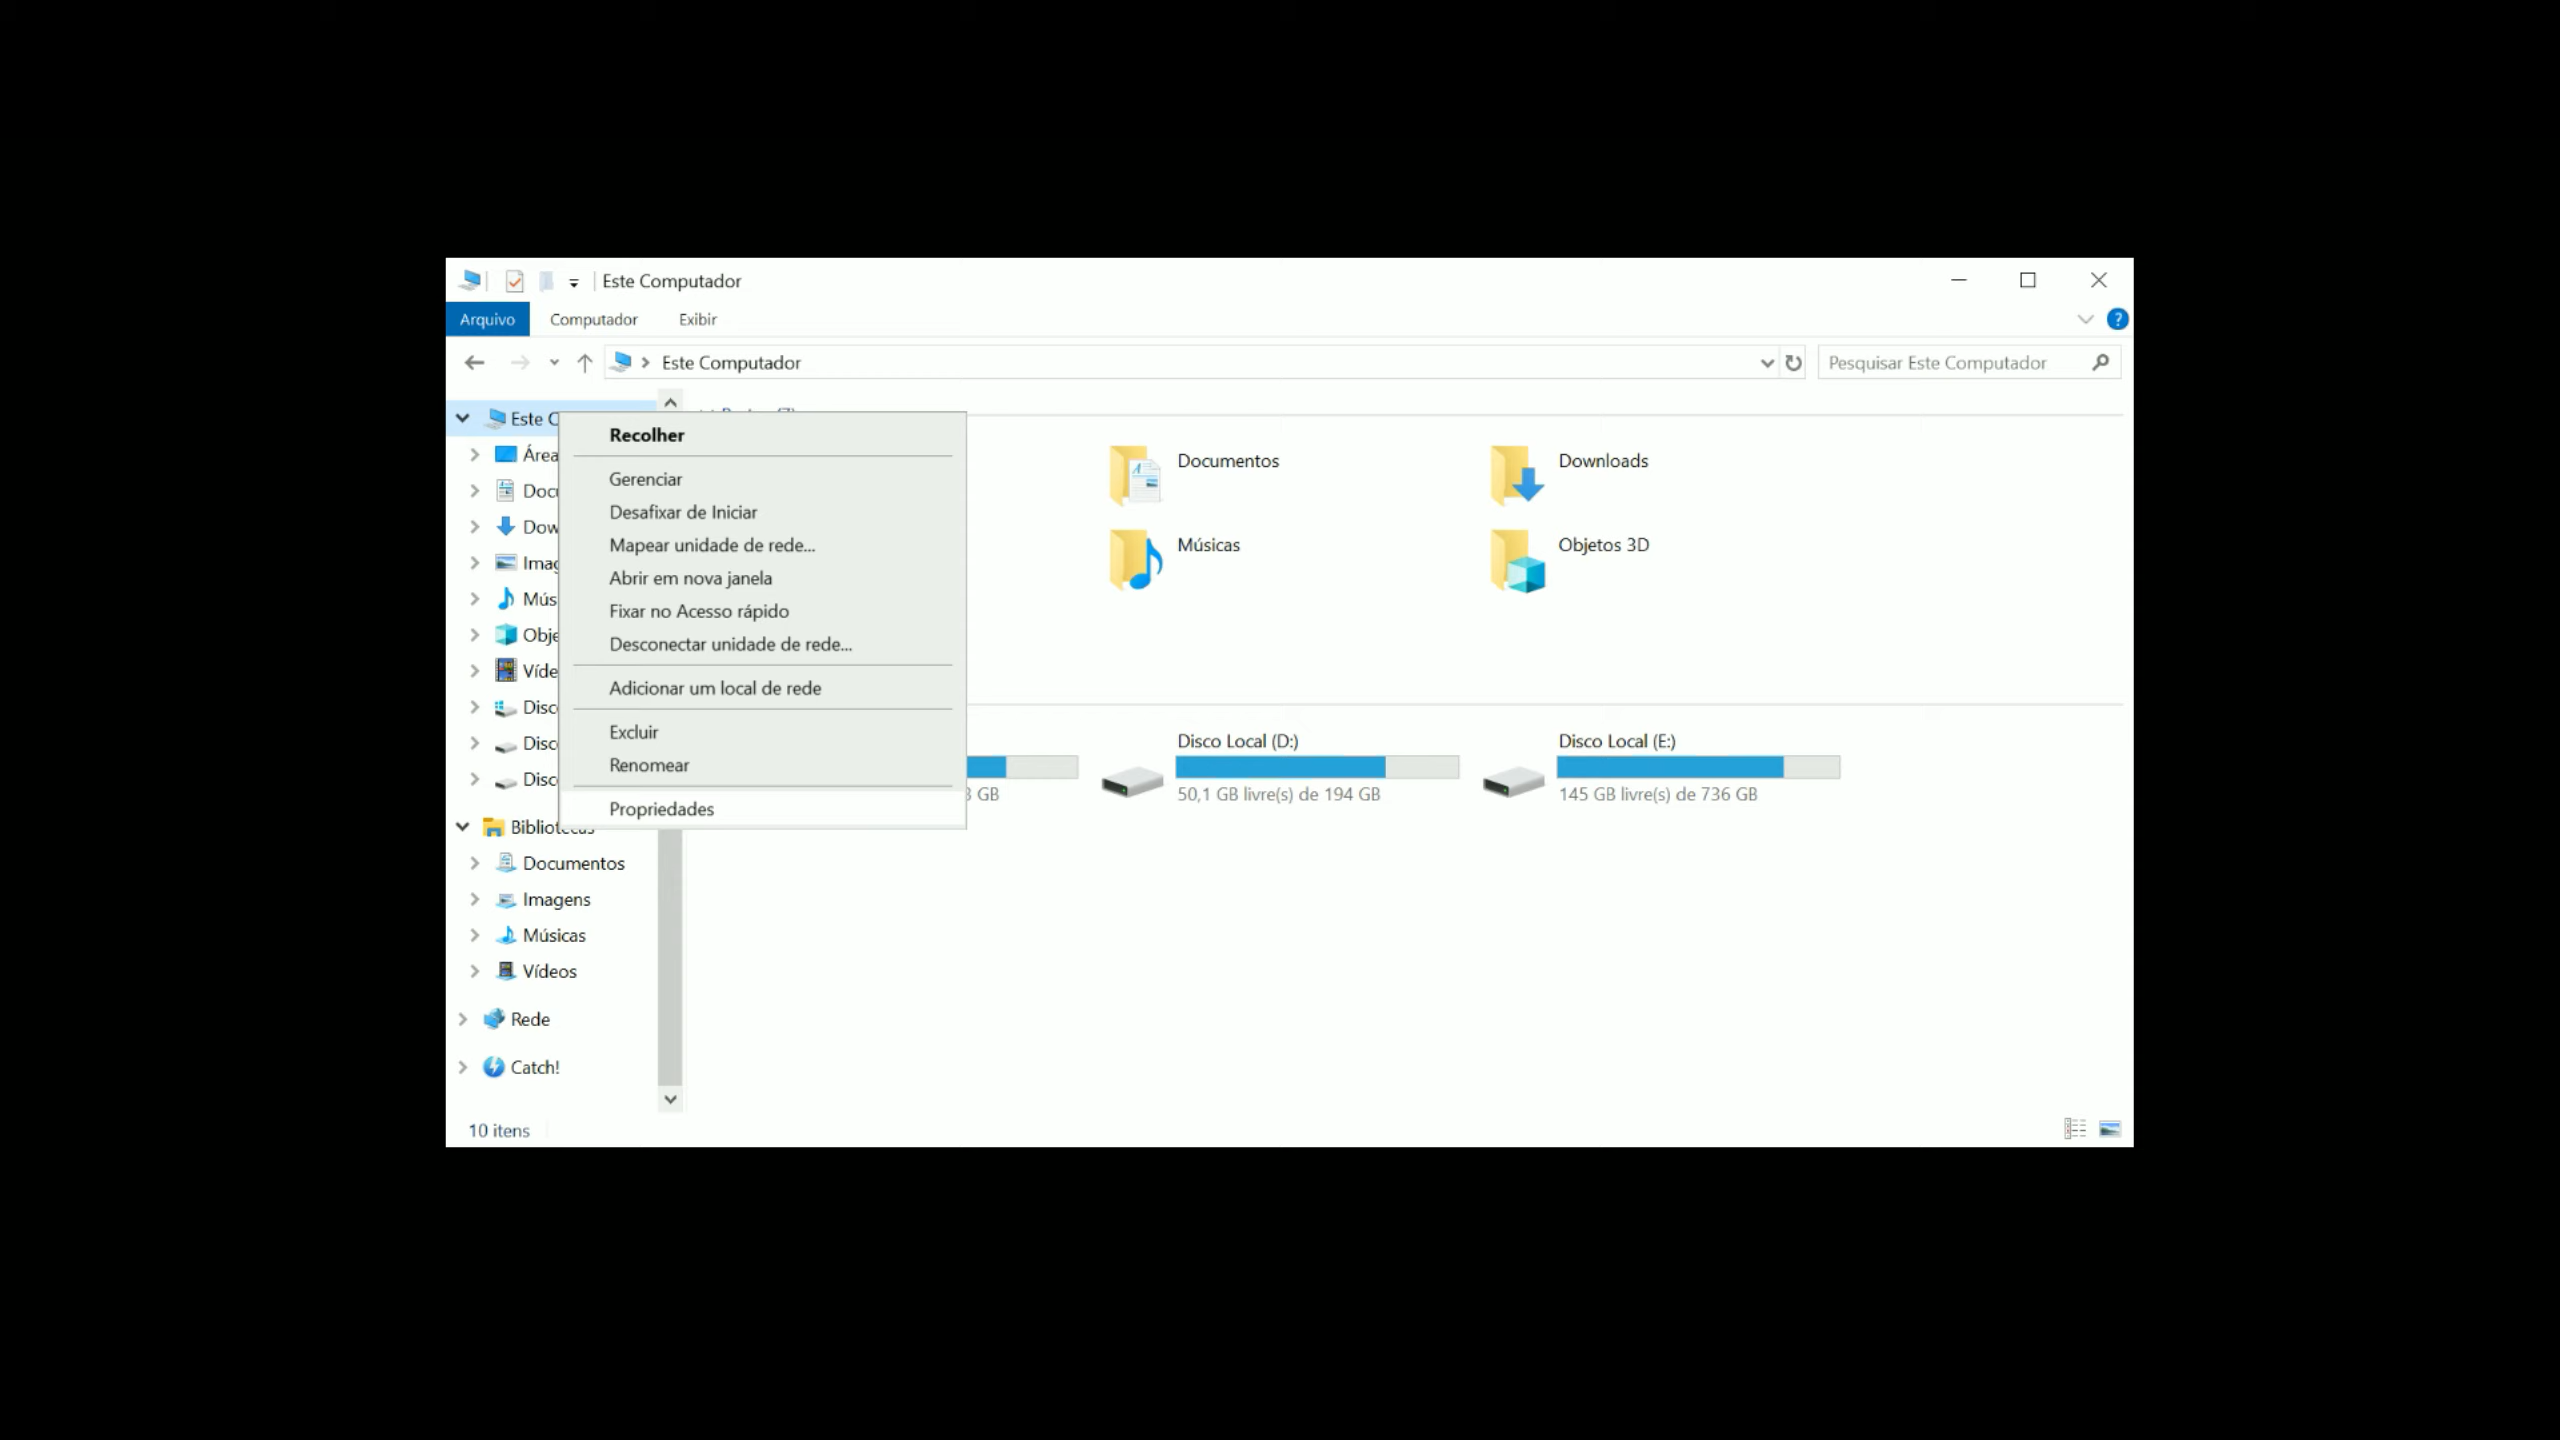 Este Computador
Arquivo Computador Exibir
Este Computador
Pesquisar Este Computador
Este
Recolher
Gerenciar
Desafixar de Iniciar
Mapear unidade de rede...
Abrir em nova janela
Fixar no Acesso rápido
Desconectar unidade de rede...
Adicionar um local de rede
Excluir
Renomear
Propriedades
Bibliotecas
Documentos
Imagens
Músicas
Vídeos
Rede
Catch!
Documentos
Downloads
Músicas
Objetos 3D
GB
Disco Local (D:)
50,1 GB livre(s) de 194 GB
Disco Local (E:)
145 GB livre(s) de 736 GB
10 itens